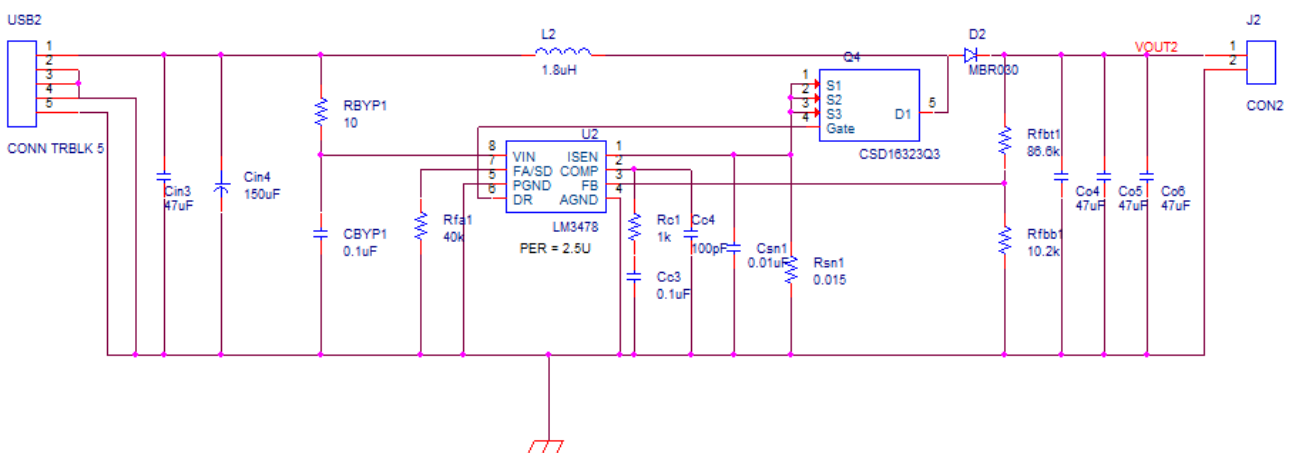 USB2
1
2
3
4
5
CONN TRBLK 5
Cin3
47uF
Cin4
150uF
RBYP1
10
CBYP1
0.1uF
L2
1.8uH
Rfa1
40k
U2
8 VIN ISEN 1
7 FA/SD COMP 2
5 PGND FB 3
6 DR AGND 4
LM3478
PER = 2.5U
Rc1
1k
Cc3
0.1uF
Cc4
100pF
Csn1
0.01uF
Rsn1
0.015
Q4
1 S1
2 S2
3 S3
4 Gate
D1 5
CSD16323Q3
D2
MBR030
Rfbt1
86.6k
Rfbb1
10.2k
Co4
47uF
Co5
47uF
Co6
47uF
VOUT2
J2
1
2
CON2